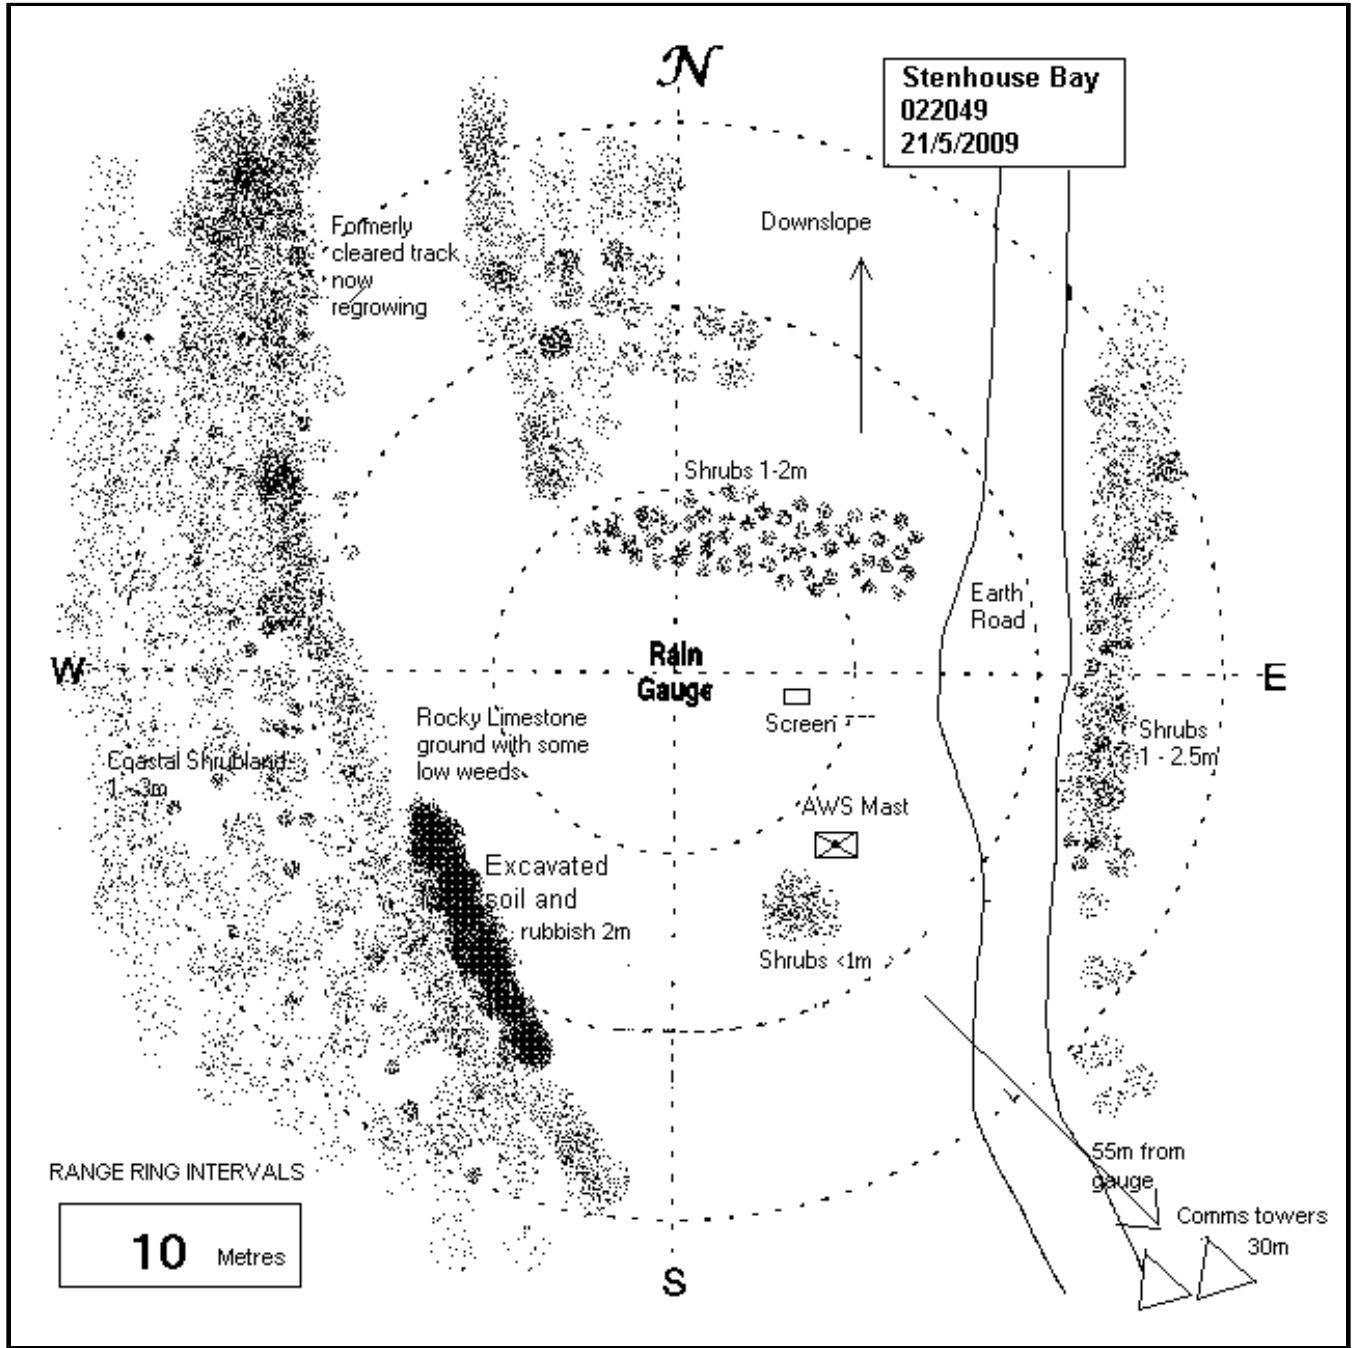 N
Stenhouse Bay
022049
21/5/2009
Downslope
Formerly
cleared track
now
regrowing
Shrubs 1-2m
Earth
Road
Rain
Gauge
W
E
Screen
Rocky Limestone
ground with some
low weeds
Shrubs
1 - 2.5m
Coastal Shrubland
1 - 3m
AWS Mast
Excavated
soil and
rubbish 2m
Shrubs <1m
55m from
gauge
RANGE RING INTERVALS
10 Metres
Comms towers
30m
S